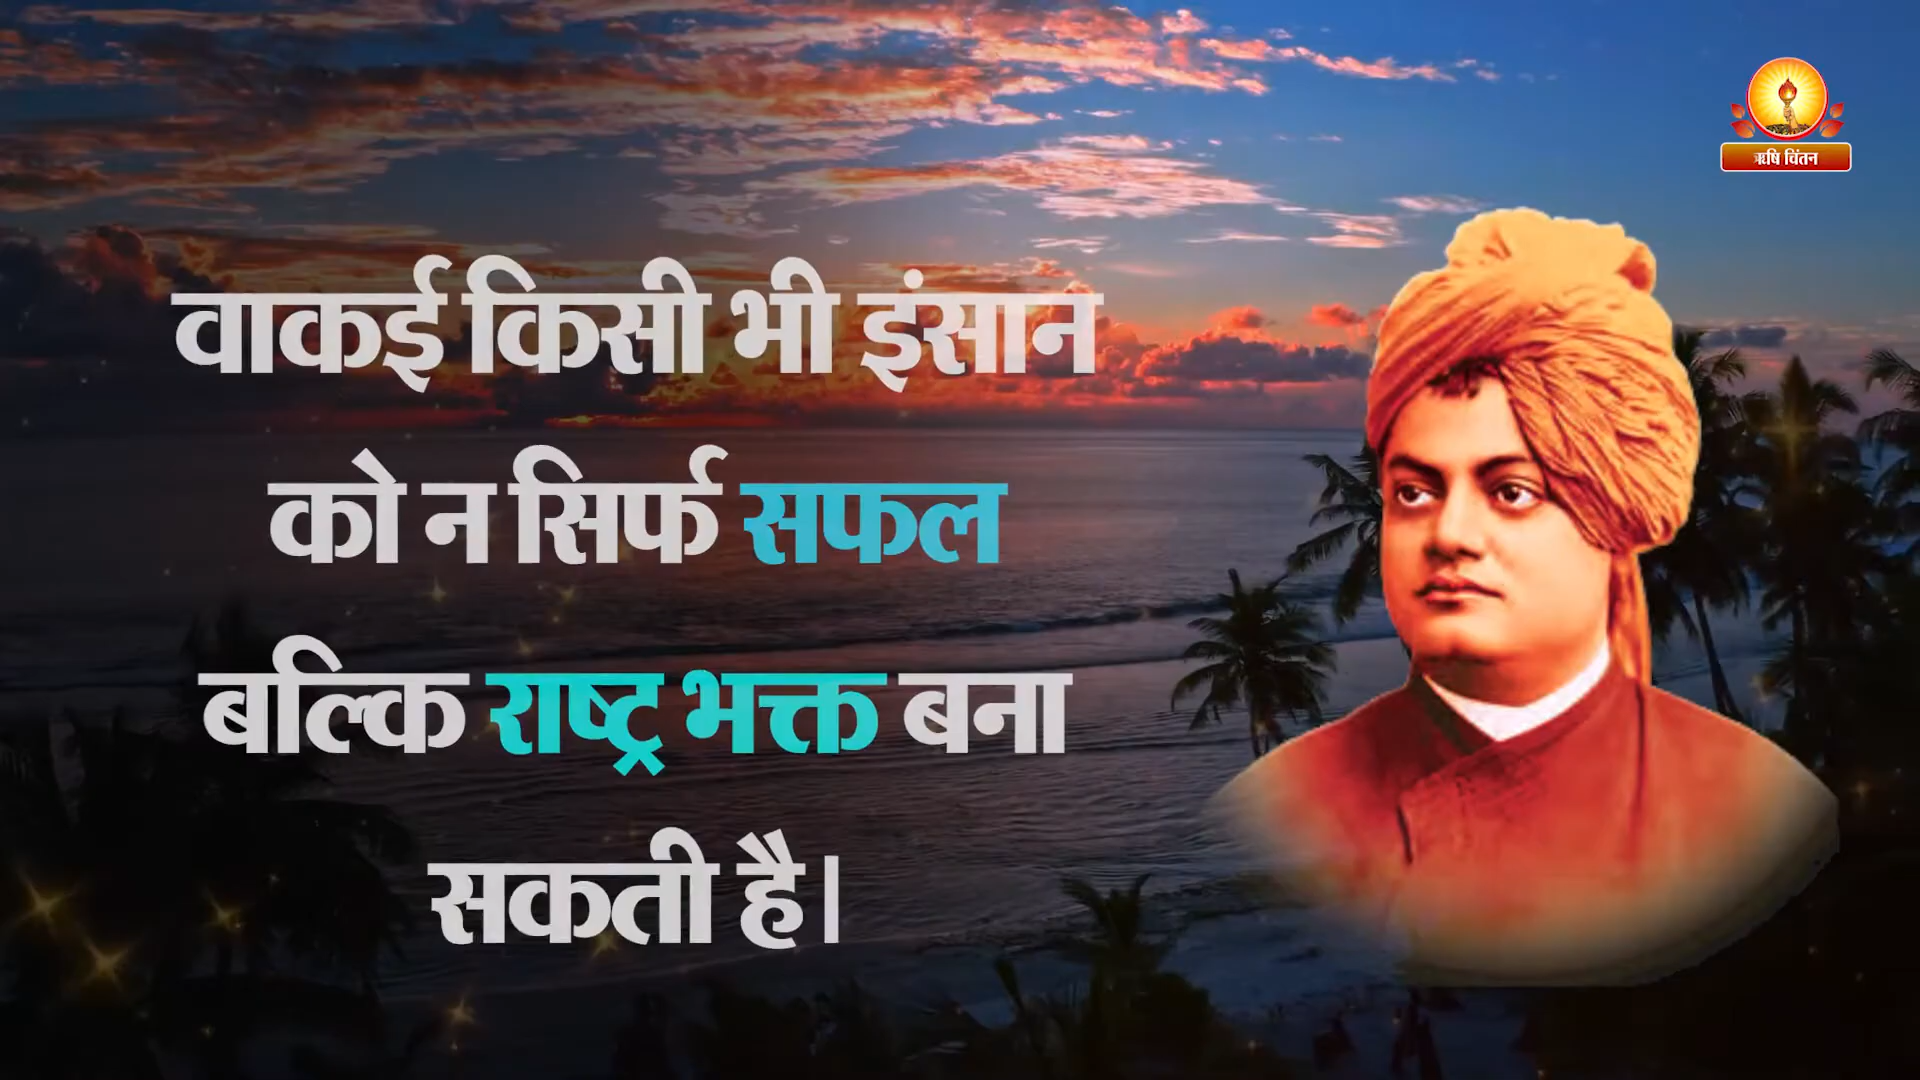 ऋषि चिंतन
वाकई किसी भी इंसान
को न सिर्फ सफल
बल्कि राष्ट्र भक्त बना
सकती है।